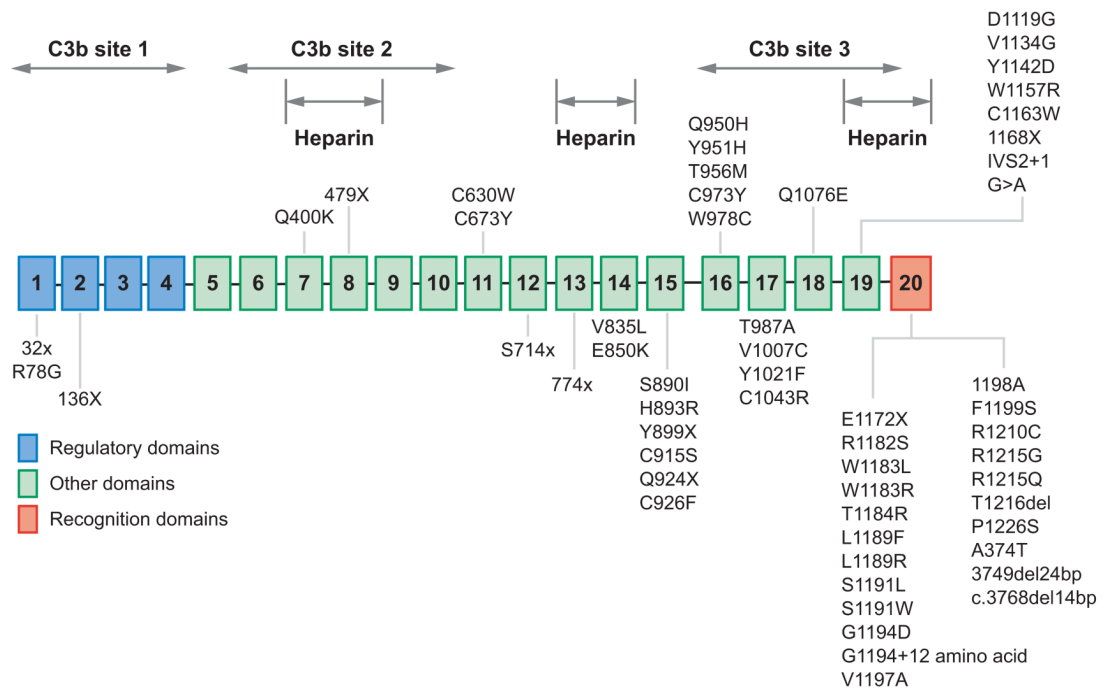 C3b site 1
C3b site 2
C3b site 3
Heparin
Heparin
Heparin
D1119G
V1134G
Y1142D
W1157R
C1163W
1168X
IVS2+1
G>A
Q400K
479X
C630W
C673Y
Q950H
Y951H
T956M
C973Y
W978C
Q1076E
1 2 3 4 5 6 7 8 9 10 11 12 13 14 15 16 17 18 19 20
32x
R78G
136X
S714x
774x
V835L
E850K
S890I
H893R
Y899X
C915S
Q924X
C926F
T987A
V1007C
Y1021F
C1043R
E1172X
R1182S
W1183L
W1183R
T1184R
L1189F
L1189R
S1191L
S1191W
G1194D
G1194+12 amino acid
V1197A
1198A
F1199S
R1210C
R1215G
R1215Q
T1216del
P1226S
A374T
3749del24bp
c.3768del14bp
Regulatory domains
Other domains
Recognition domains